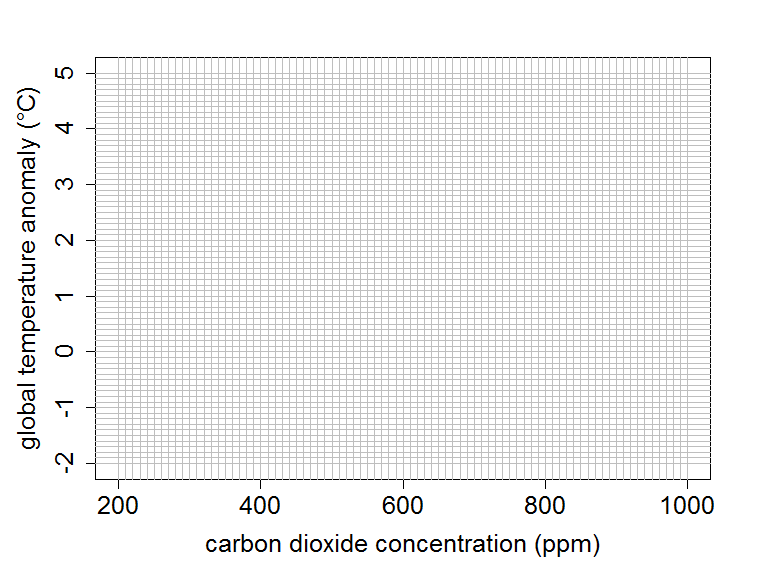 global temperature anomaly (°C)
5
4
3
2
1
0
-1
-2
200 400 600 800 1000
carbon dioxide concentration (ppm)